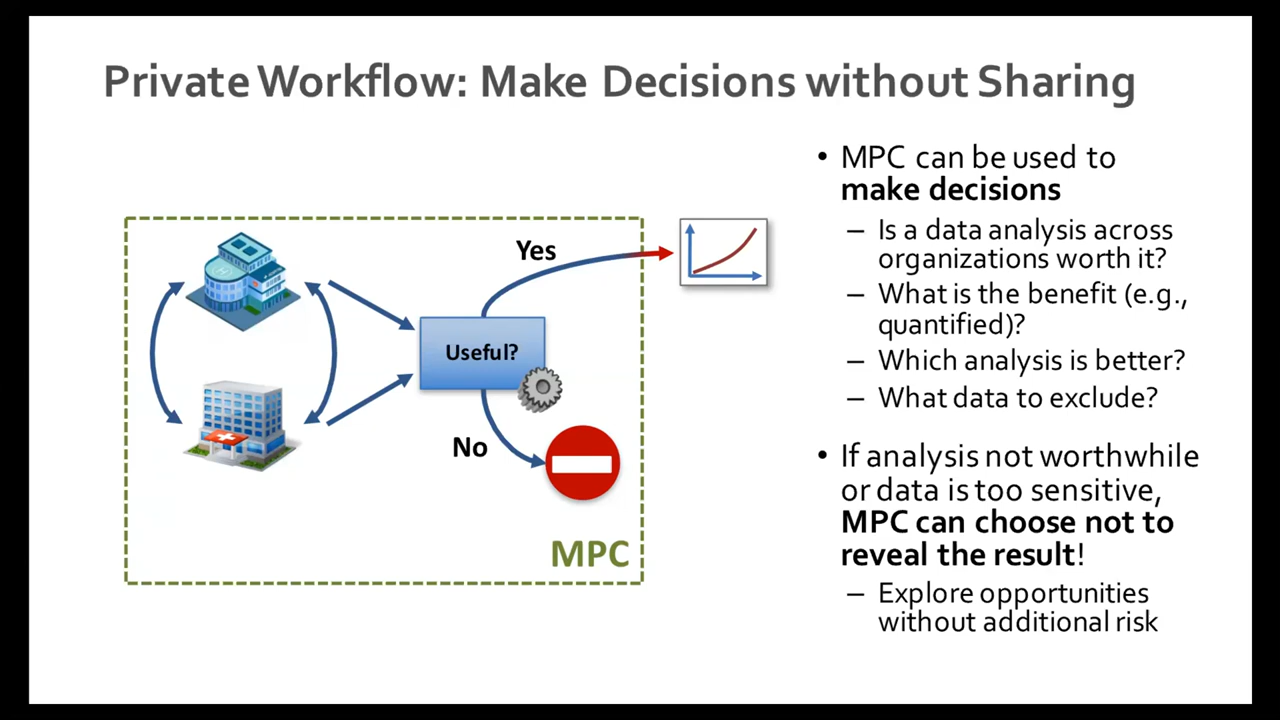 Private Workflow: Make Decisions without Sharing
Yes
Useful?
No
MPC
• MPC can be used to
make decisions
– Is a data analysis across
organizations worth it?
– What is the benefit (e.g.,
quantified)?
– Which analysis is better?
– What data to exclude?
• If analysis not worthwhile
or data is too sensitive,
MPC can choose not to
reveal the result!
– Explore opportunities
without additional risk